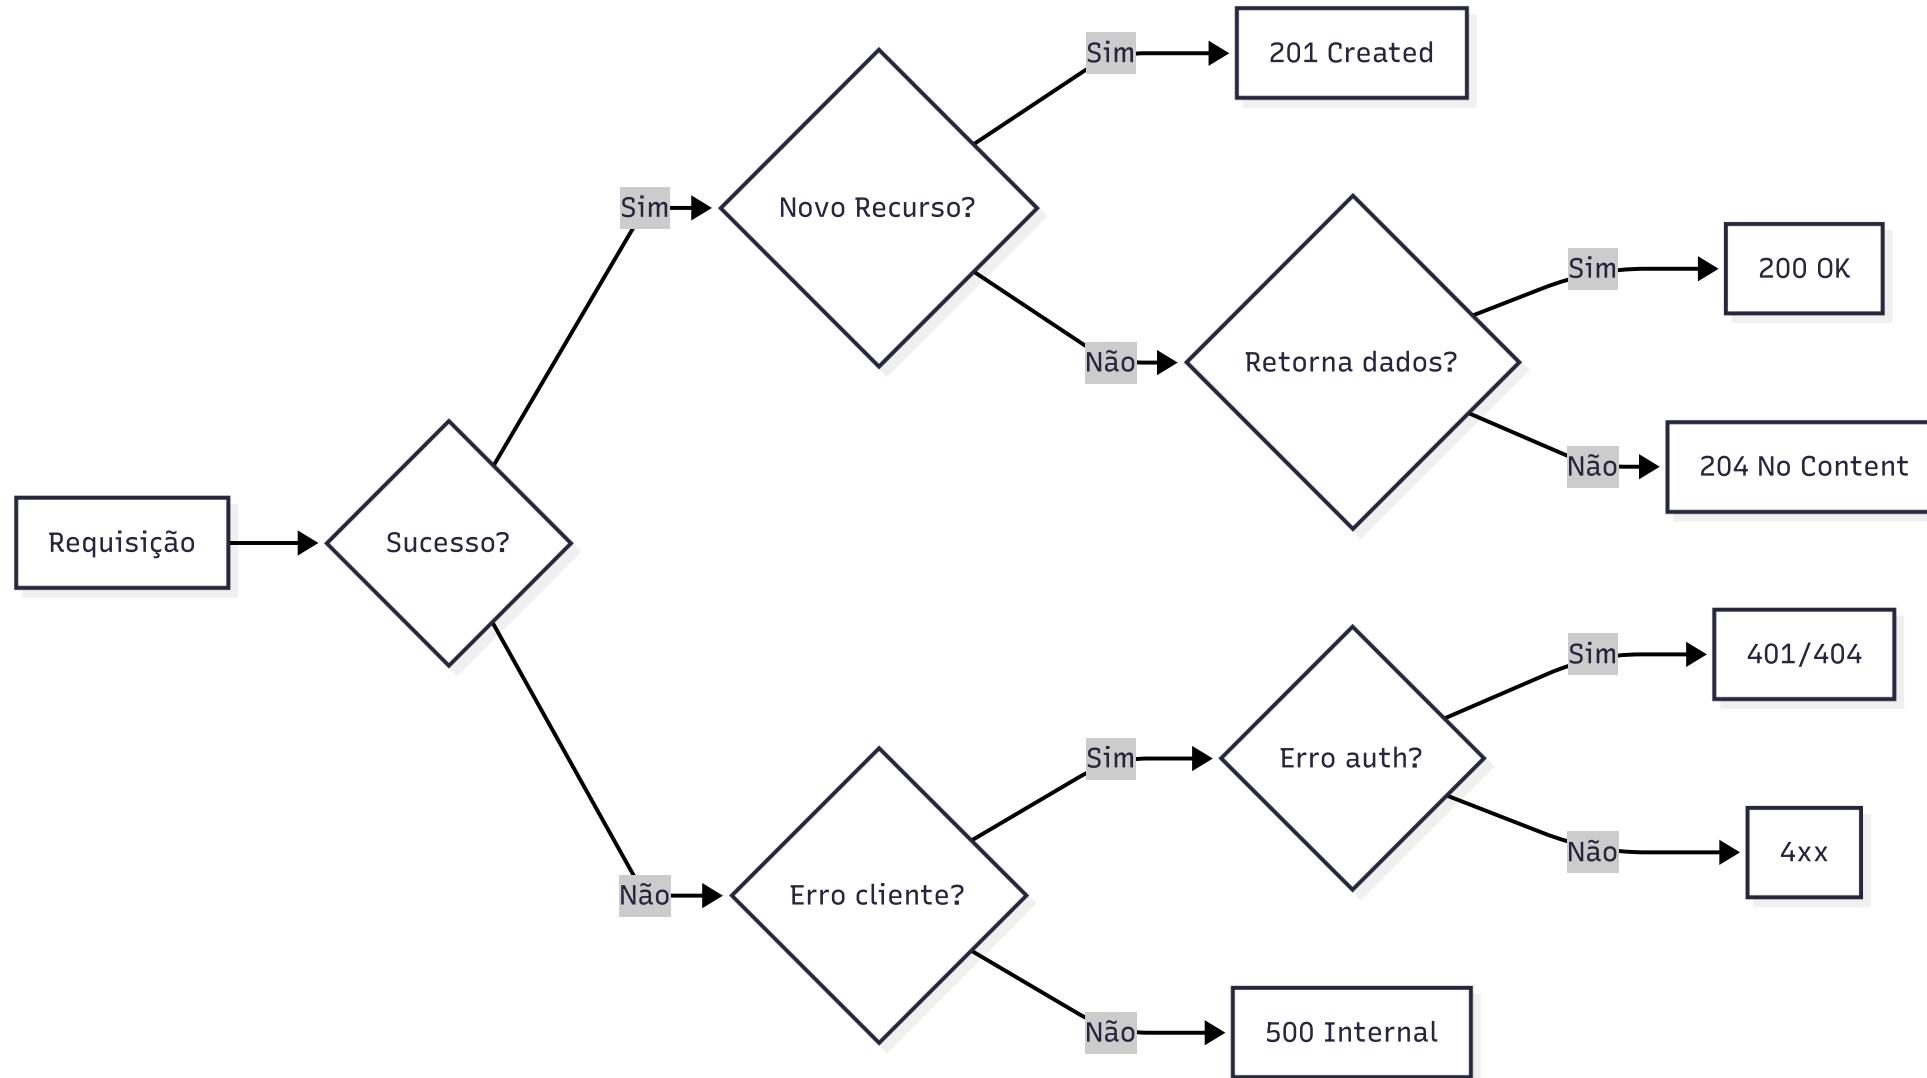 Sim
201 Created
Sim
Novo Recurso?
Sim
200 OK
Não
Retorna dados?
Não
204 No Content
Requisição
Sucesso?
Sim
401/404
Sim
Erro auth?
Não
4xx
Não
Erro cliente?
Não
500 Internal